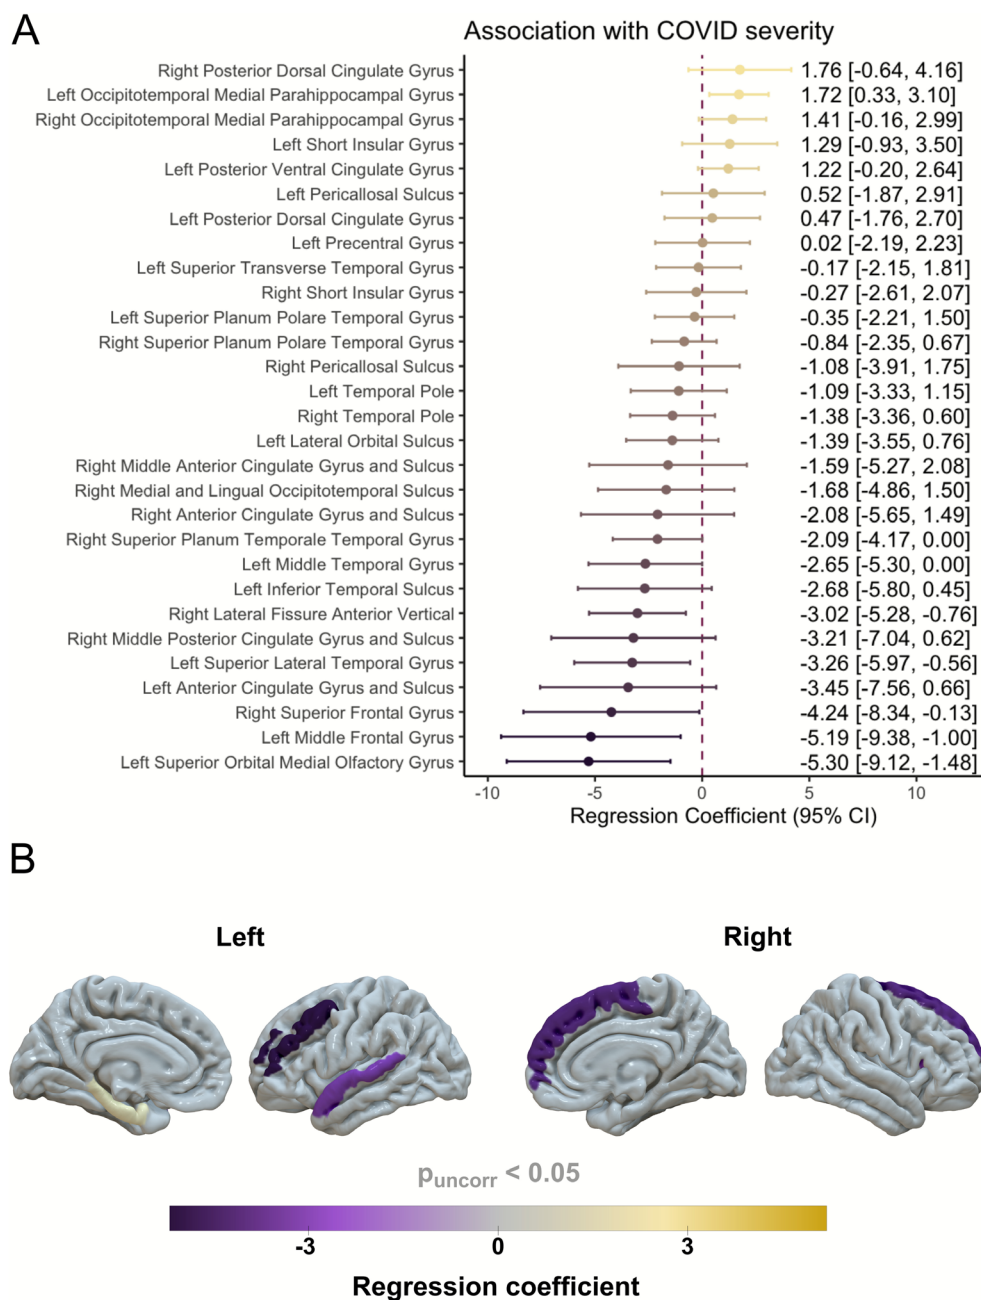 A
Association with COVID severity
Right Posterior Dorsal Cingulate Gyrus 1.76 [-0.64, 4.16]
Left Occipitotemporal Medial Parahippocampal Gyrus 1.72 [0.33, 3.10]
Right Occipitotemporal Medial Parahippocampal Gyrus 1.41 [-0.16, 2.99]
Left Short Insular Gyrus 1.29 [-0.93, 3.50]
Left Posterior Ventral Cingulate Gyrus 1.22 [-0.20, 2.64]
Left Pericallosal Sulcus 0.52 [-1.87, 2.91]
Left Posterior Dorsal Cingulate Gyrus 0.47 [-1.76, 2.70]
Left Precentral Gyrus 0.02 [-2.19, 2.23]
Left Superior Transverse Temporal Gyrus -0.17 [-2.15, 1.81]
Right Short Insular Gyrus -0.27 [-2.61, 2.07]
Left Superior Planum Polare Temporal Gyrus -0.35 [-2.21, 1.50]
Right Superior Planum Polare Temporal Gyrus -0.84 [-2.35, 0.67]
Right Pericallosal Sulcus -1.08 [-3.91, 1.75]
Left Temporal Pole -1.09 [-3.33, 1.15]
Right Temporal Pole -1.38 [-3.36, 0.60]
Left Lateral Orbital Sulcus -1.39 [-3.55, 0.76]
Right Middle Anterior Cingulate Gyrus and Sulcus -1.59 [-5.27, 2.08]
Right Medial and Lingual Occipitotemporal Sulcus -1.68 [-4.86, 1.50]
Right Anterior Cingulate Gyrus and Sulcus -2.08 [-5.65, 1.49]
Right Superior Planum Temporale Temporal Gyrus -2.09 [-4.17, 0.00]
Left Middle Temporal Gyrus -2.65 [-5.30, 0.00]
Left Inferior Temporal Sulcus -2.68 [-5.80, 0.45]
Right Lateral Fissure Anterior Vertical -3.02 [-5.28, -0.76]
Right Middle Posterior Cingulate Gyrus and Sulcus -3.21 [-7.04, 0.62]
Left Superior Lateral Temporal Gyrus -3.26 [-5.97, -0.56]
Left Anterior Cingulate Gyrus and Sulcus -3.45 [-7.56, 0.66]
Right Superior Frontal Gyrus -4.24 [-8.34, -0.13]
Left Middle Frontal Gyrus -5.19 [-9.38, -1.00]
Left Superior Orbital Medial Olfactory Gyrus -5.30 [-9.12, -1.48]
-10 -5 0 5 10
Regression Coefficient (95% CI)
B
Left Right
p uncorr < 0.05
-3 0 3
Regression coefficient